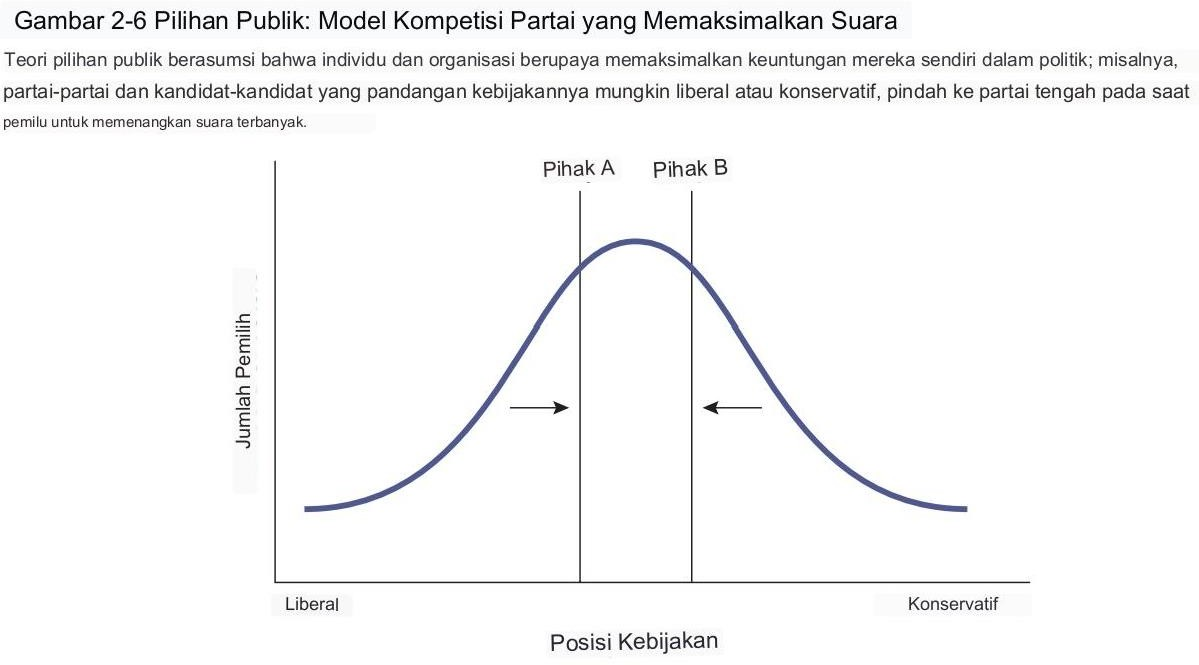 Gambar 2-6 Pilihan Publik: Model Kompetisi Partai yang Memaksimalkan Suara
Teori pilihan publik berasumsi bahwa individu dan organisasi berupaya memaksimalkan keuntungan mereka sendiri dalam politik; misalnya,
partai-partai dan kandidat-kandidat yang pandangan kebijakannya mungkin liberal atau konservatif, pindah ke partai tengah pada saat
pemilu untuk memenangkan suara terbanyak.
Pihak A
Pihak B
Jumlah Pemilih
Liberal
Konservatif
Posisi Kebijakan